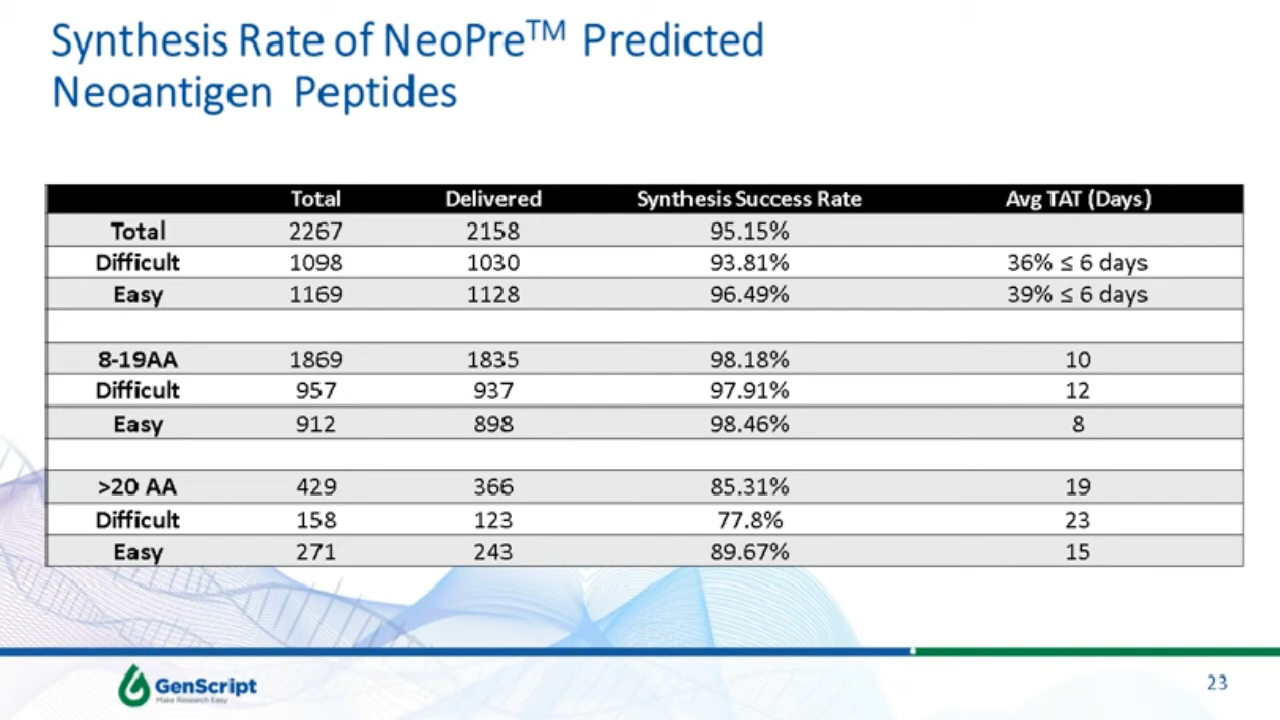 Synthesis Rate of NeoPre™ Predicted
Neoantigen Peptides
Total Delivered Synthesis Success Rate Avg TAT (Days)
Total 2267 2158 95.15%
Difficult 1098 1030 93.81% 36% ≤ 6 days
Easy 1169 1128 96.49% 39% ≤ 6 days
8-19AA 1869 1835 98.18% 10
Difficult 957 937 97.91% 12
Easy 912 898 98.46% 8
>20 AA 429 366 85.31% 19
Difficult 158 123 77.8% 23
Easy 271 243 89.67% 15
GenScript
Make Research Easy
23